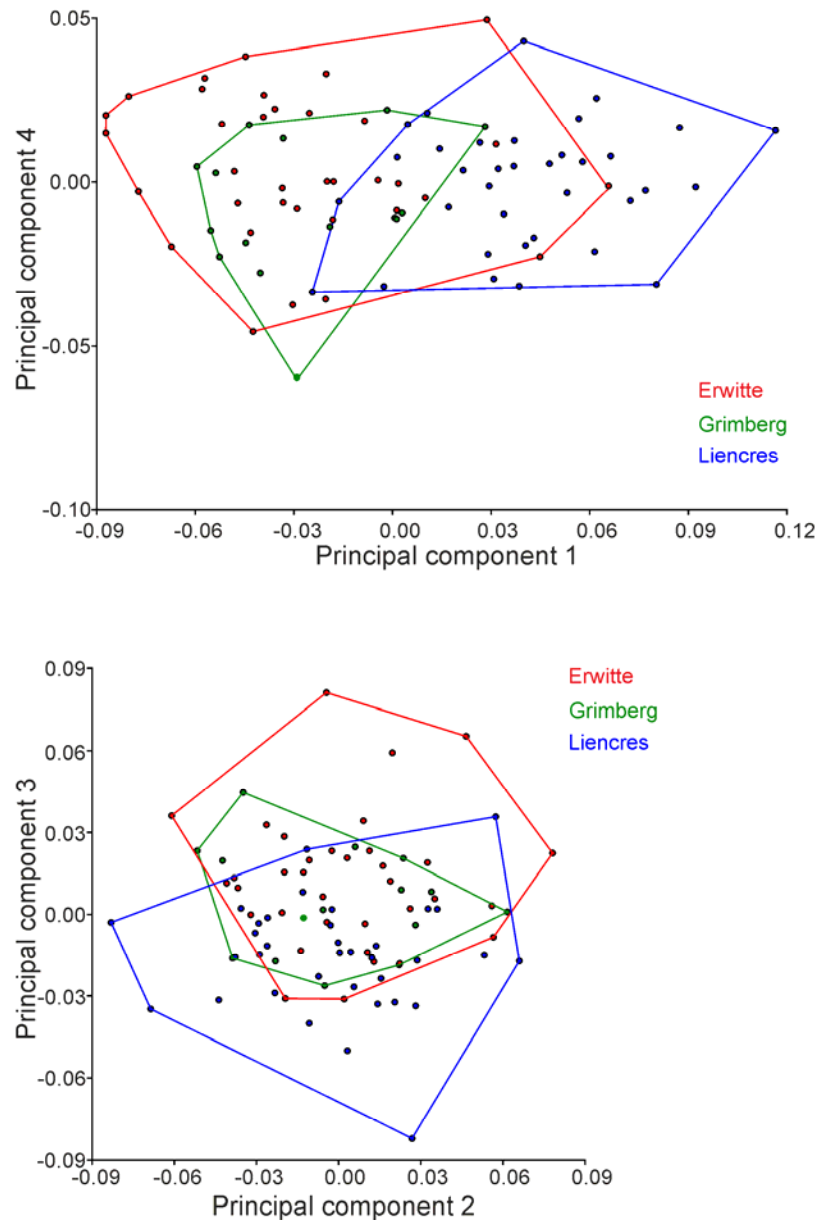 0.05
0.00
-0.05
-0.10
Principal component 4
Erwitte
Grimberg
Liencres
-0.09 -0.06 -0.03 0.00 0.03 0.06 0.09 0.12
Principal component 1
0.09
0.06
0.03
0.00
-0.03
-0.06
-0.09
Principal component 3
Erwitte
Grimberg
Liencres
-0.09 -0.06 -0.03 0.00 0.03 0.06 0.09
Principal component 2